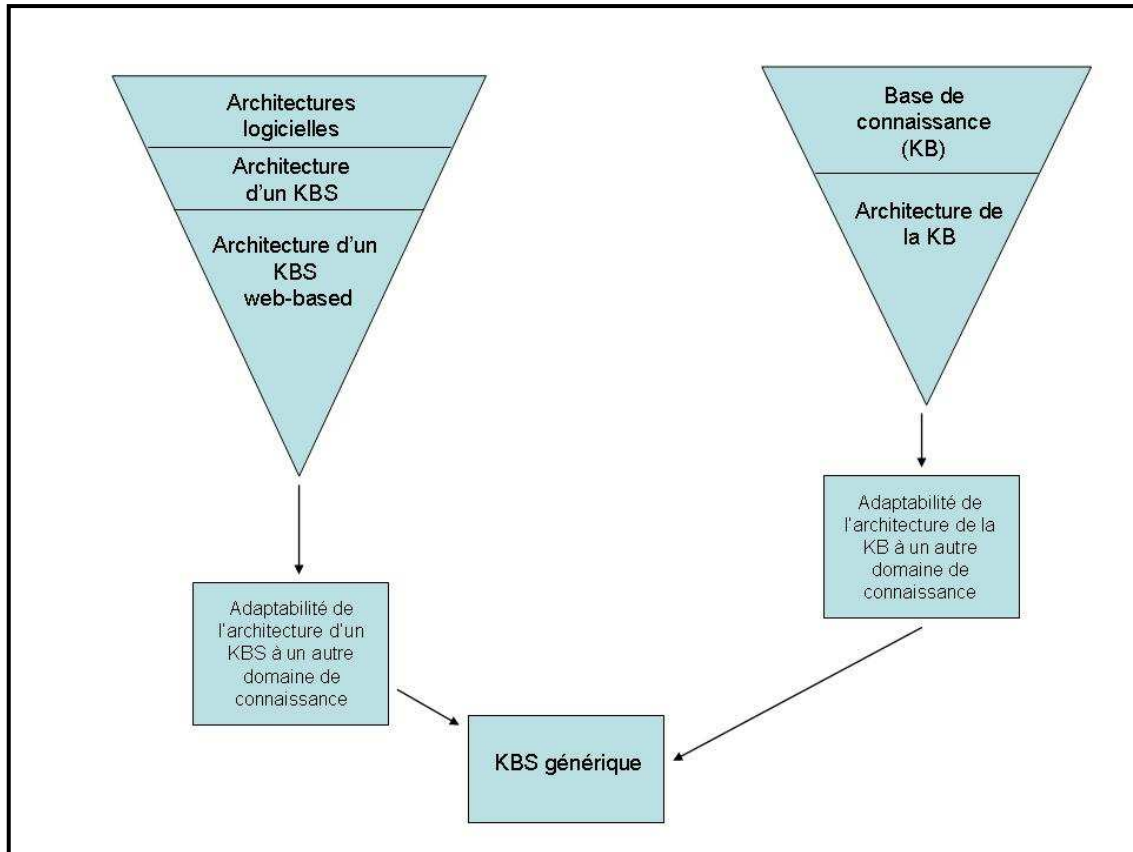 Architectures
logicielles
Architecture
d'un KBS
Architecture d'un
KBS
web-based
Base de
connaissance
(KB)
Architecture de
la KB
Adaptabilité de
l'architecture d'un
KBS à un autre
domaine de
connaissance
Adaptabilité de
l'architecture de la
KB à un autre
domaine de
connaissance
KBS générique